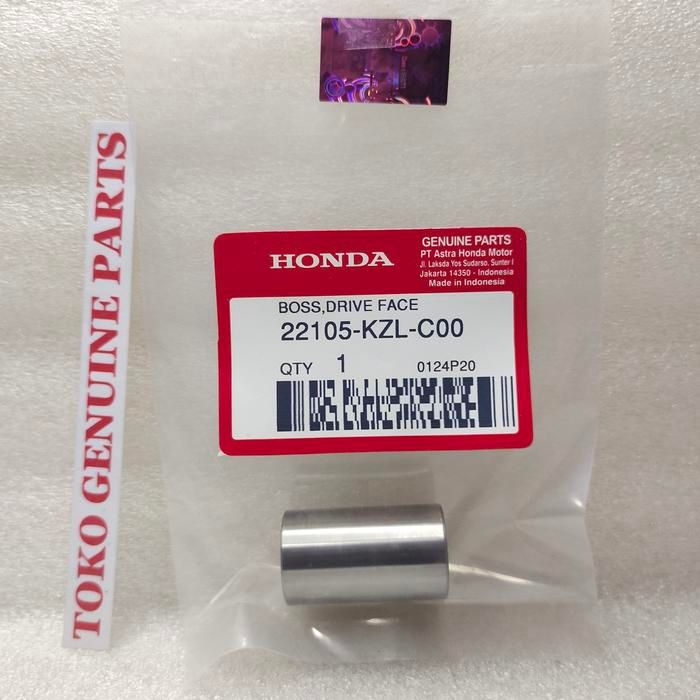 TOKO GENUINE PARTS
HONDA
GENUINE PARTS
PT Astra Honda Motor
Jl. Laksda Yos Sudarso. Sunter I
Jakarta 14350 - Indonesia
Made in Indonesia
BOSS,DRIVE FACE
22105-KZL-C00
QTY 1 0124P20